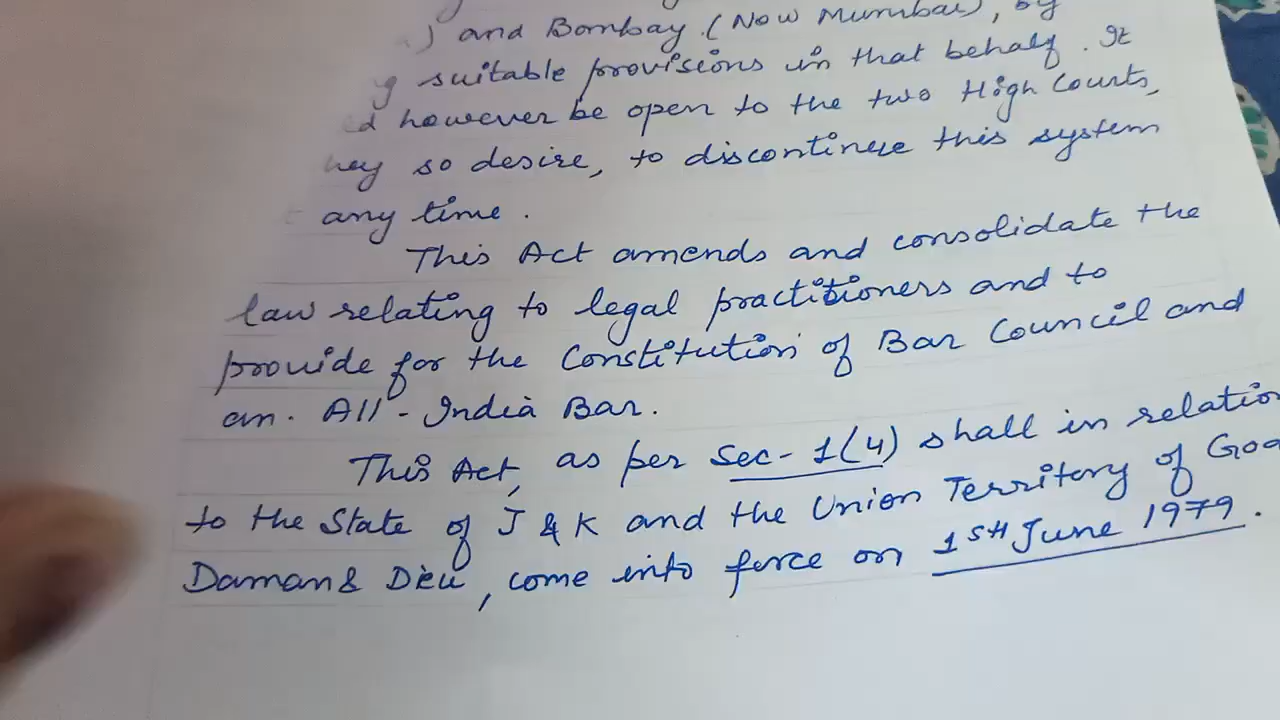 and Bombay (Now Mumbai), by
suitable provisions in that behalf. It
however be open to the two High Courts,
so desire, to discontinue this system
any time.
This Act amends and consolidate the
law relating to legal practitioners and to
provide for the Constitution of Bar Council and
an. All-India Bar.
This Act, as per Sec-1(4) shall in relation
to the State of J & K and the Union Territory of Goa
Daman & Diu, come into force on 1st June 1979.